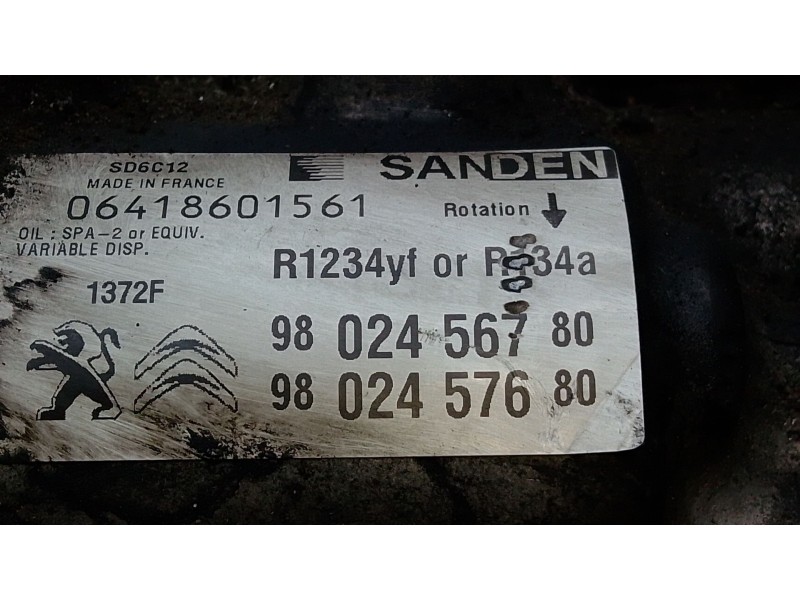 SD6C12
MADE IN FRANCE
SANDEN
06418601561
Rotation
OIL : SPA-2 or EQUIV.
VARIABLE DISP.
R1234yf or R134a
1372F
98 024 567 80
98 024 576 80